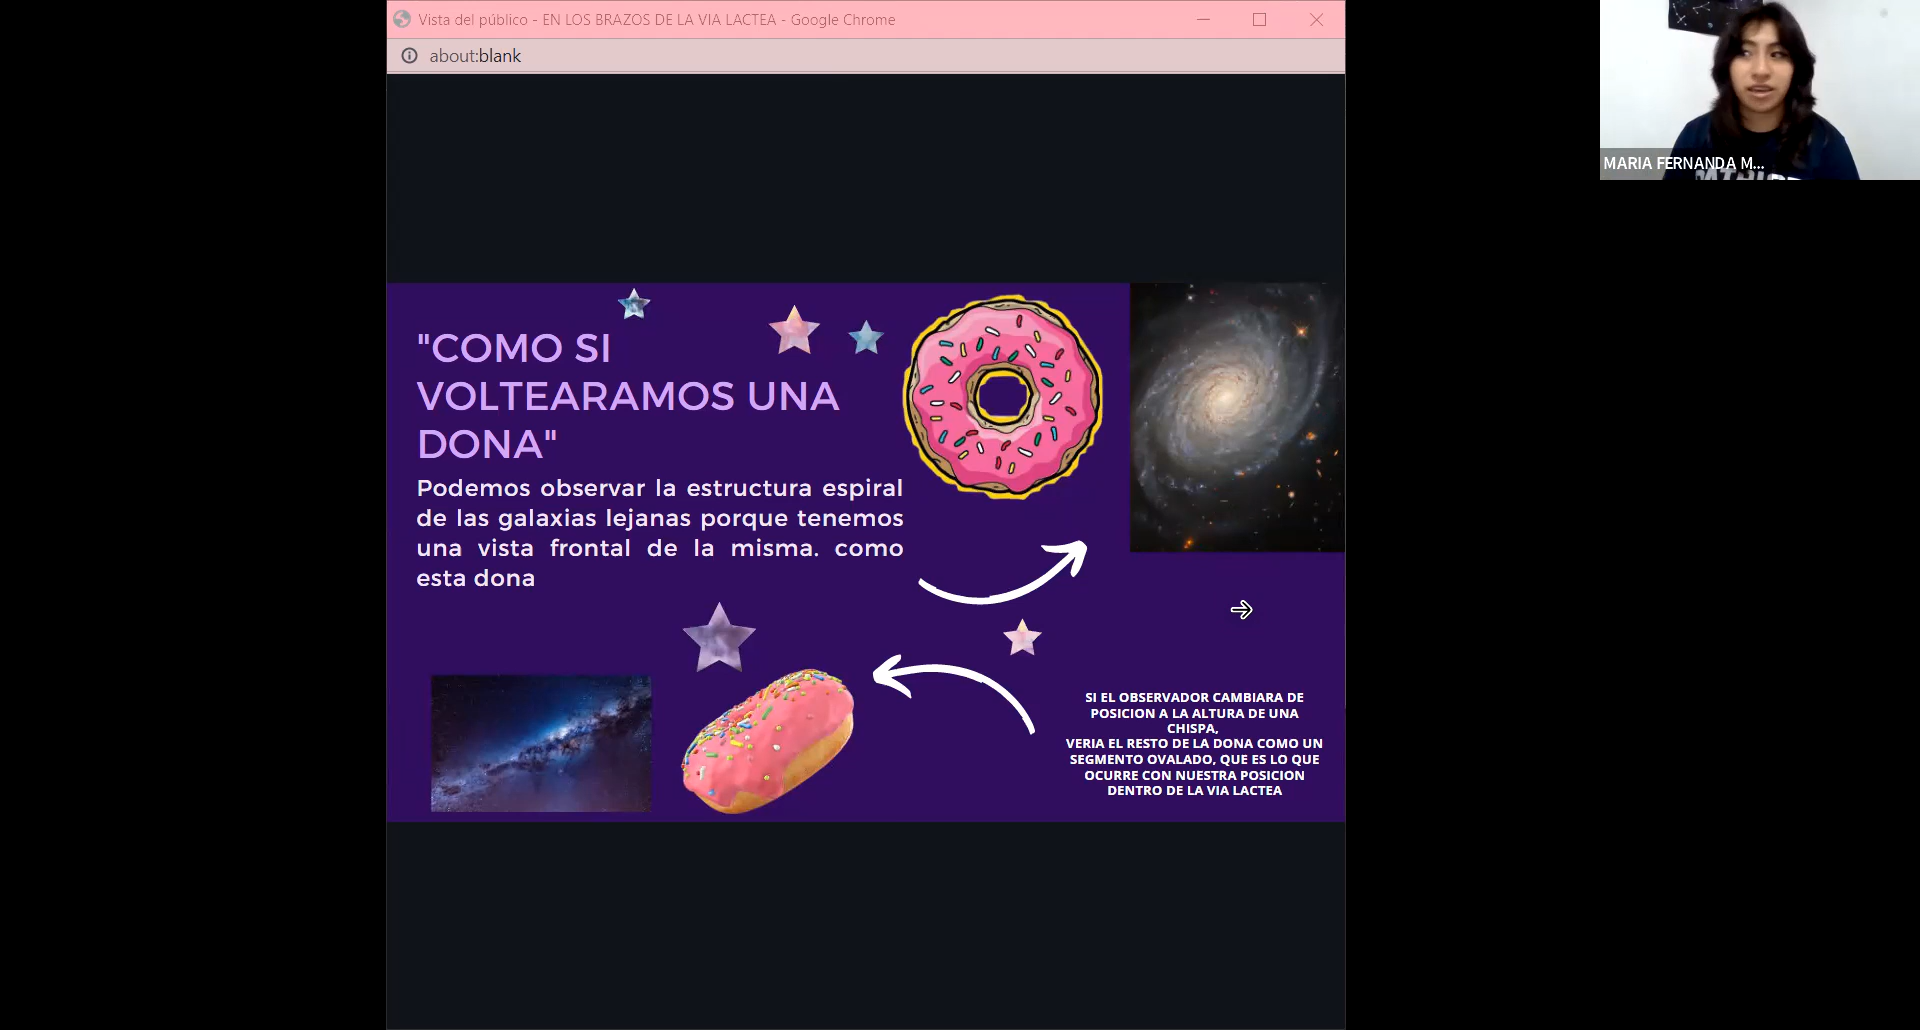 Vista del público - EN LOS BRAZOS DE LA VIA LACTEA - Google Chrome
about:blank
MARIA FERNANDA M...
"COMO SI
VOLTEARAMOS UNA
DONA"
Podemos observar la estructura espiral
de las galaxias lejanas porque tenemos
una vista frontal de la misma. como
esta dona
SI EL OBSERVADOR CAMBIARA DE
POSICION A LA ALTURA DE UNA
CHISPA,
VERIA EL RESTO DE LA DONA COMO UN
SEGMENTO OVALADO, QUE ES LO QUE
OCURRE CON NUESTRA POSICION
DENTRO DE LA VIA LACTEA